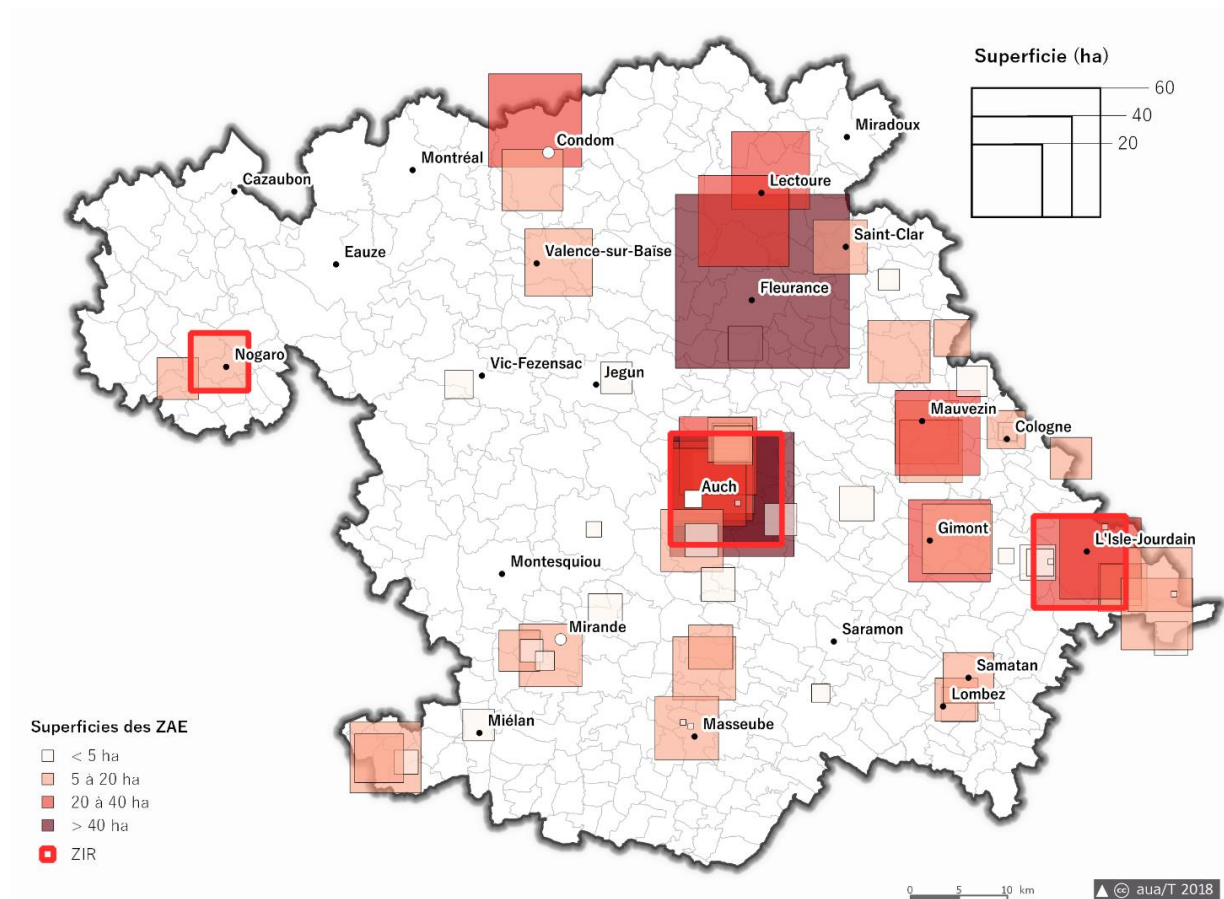 Superficie (ha)
60
40
20
Miradoux
Condom
Montréal
Lectoure
Cazaubon
Saint-Clar
Valence-sur-Baïse
Eauze
Fleurance
Nogaro
Vic-Fezensac
Jegun
Mauvezin
Cologne
Auch
Gimont
L'Isle-Jourdain
Montesquiou
Mirande
Saramon
Samatan
Lombez
Miélan
Masseube
Superficies des ZAE
< 5 ha
5 à 20 ha
20 à 40 ha
> 40 ha
ZIR
0 5 10 km
cc aua/T 2018